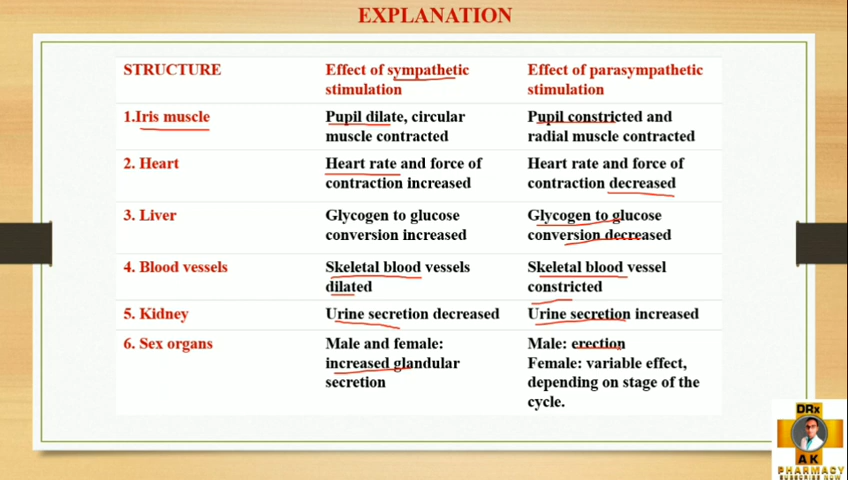 EXPLANATION
STRUCTURE
Effect of sympathetic
stimulation
Effect of parasympathetic
stimulation
1.Iris muscle
Pupil dilate, circular
muscle contracted
Pupil constricted and
radial muscle contracted
2. Heart
Heart rate and force of
contraction increased
Heart rate and force of
contraction decreased
3. Liver
Glycogen to glucose
conversion increased
Glycogen to glucose
conversion decreased
4. Blood vessels
Skeletal blood vessels
dilated
Skeletal blood vessel
constricted
5. Kidney
Urine secretion decreased
Urine secretion increased
6. Sex organs
Male and female:
increased glandular
secretion
Male: erection
Female: variable effect,
depending on stage of the
cycle.
DRx
A K
PHARMACY
SUBSCRIBE NOW